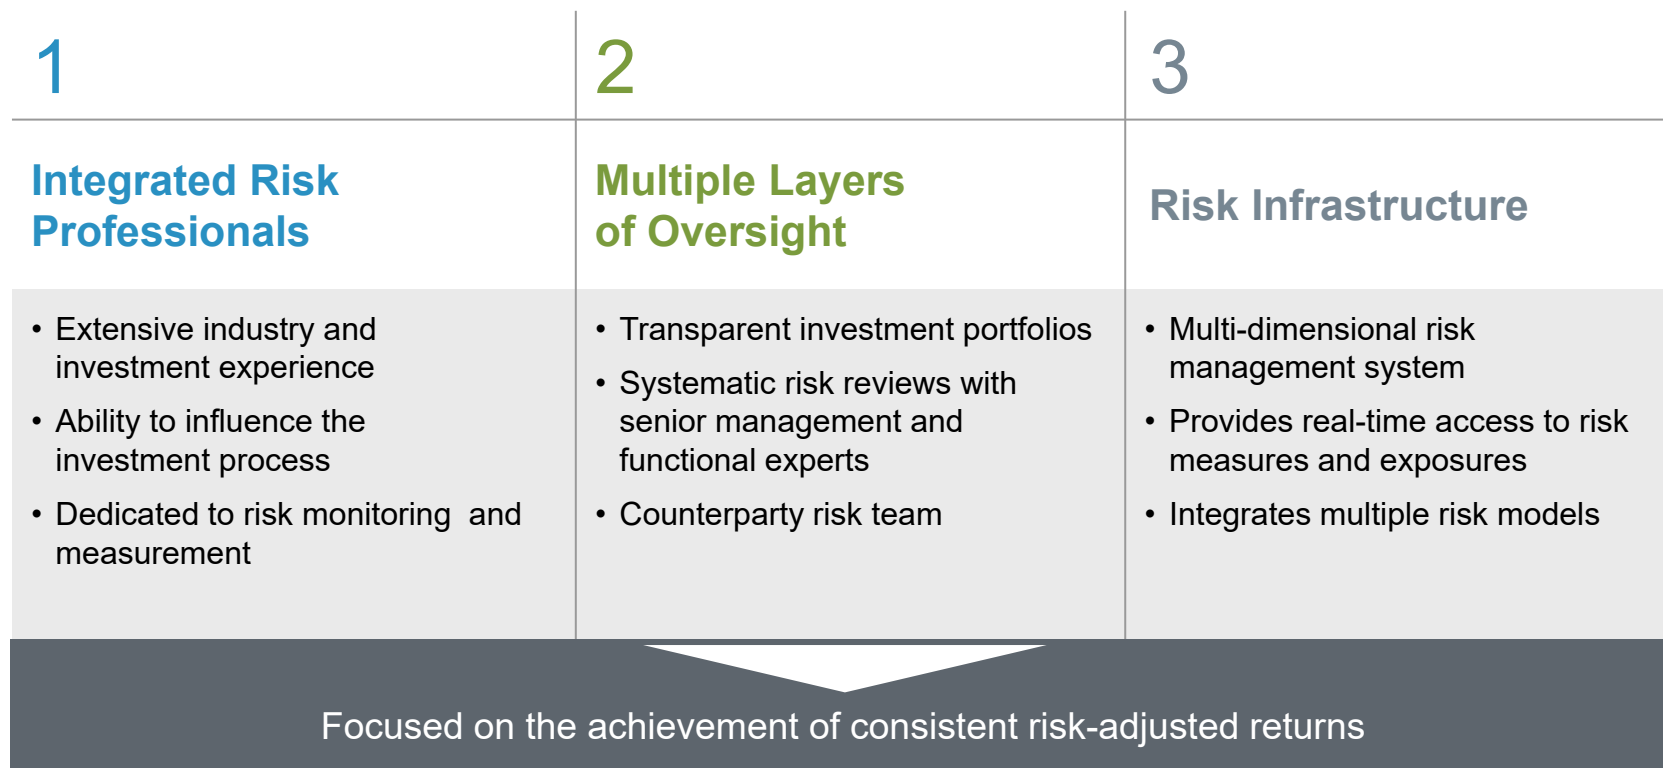 1
Integrated Risk
Professionals
• Extensive industry and
investment experience
• Ability to influence the
investment process
• Dedicated to risk monitoring  and
measurement
2
Multiple Layers
of Oversight
• Transparent investment portfolios
• Systematic risk reviews with
senior management and
functional experts
• Counterparty risk team
3
Risk Infrastructure
• Multi-dimensional risk
management system
• Provides real-time access to risk
measures and exposures
• Integrates multiple risk models
Focused on the achievement of consistent risk-adjusted returns